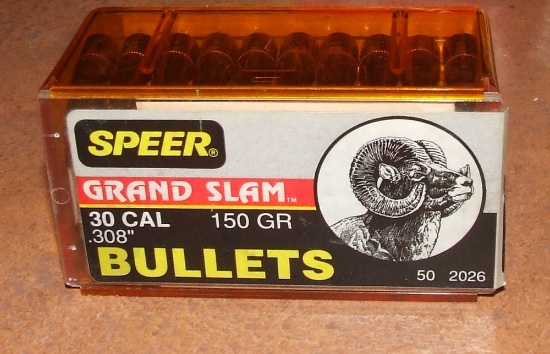 SPEER®
GRAND SLAM™
30 CAL 150 GR
.308"
BULLETS
50 2026